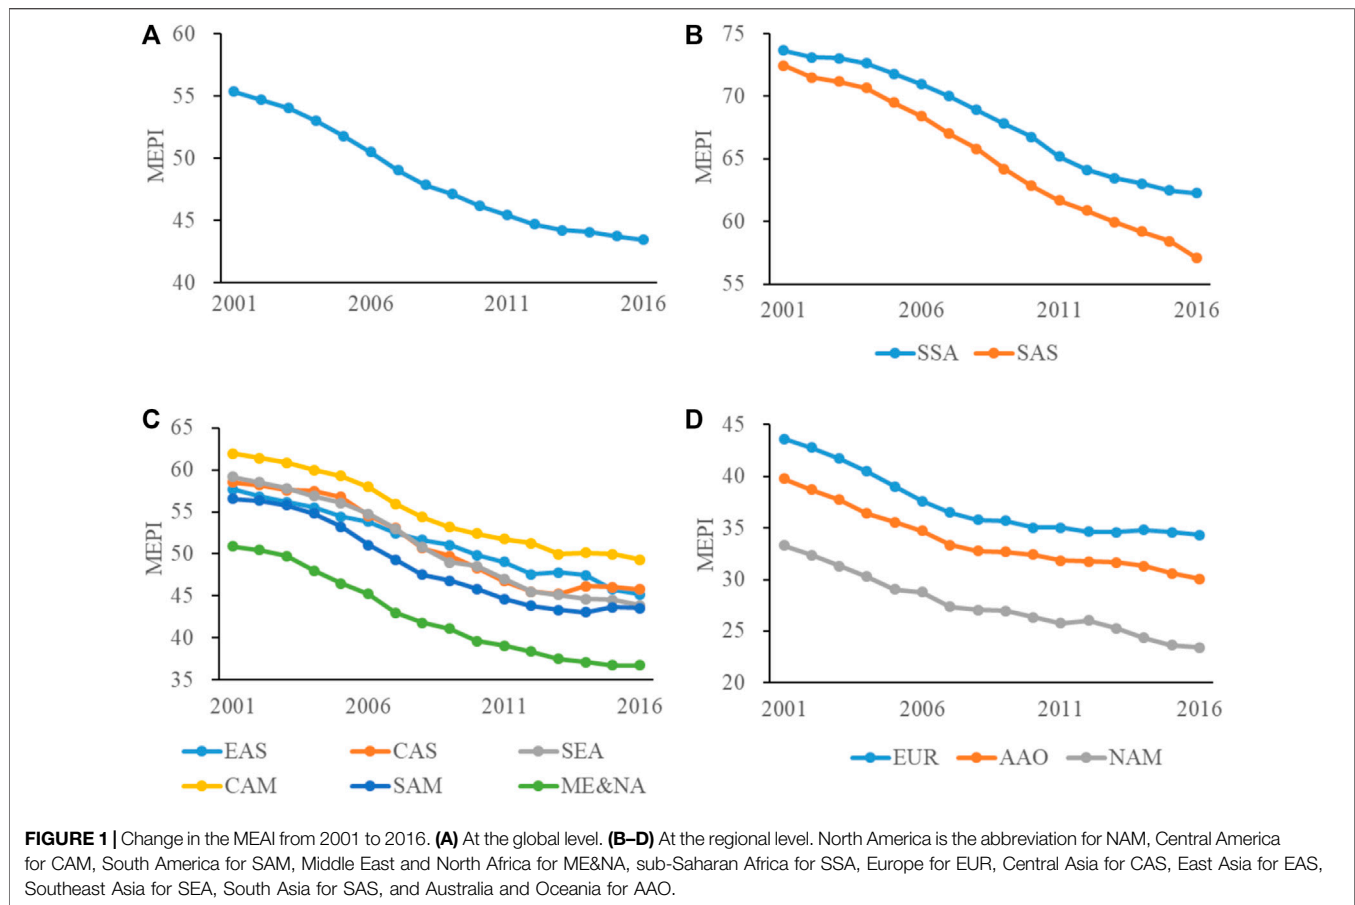 A
60
55
50
45
40
MEPI
2001 2006 2011 2016
B
75
70
65
60
55
MEPI
2001 2006 2011 2016
SSA SAS
C
65
60
55
50
45
40
35
MEPI
2001 2006 2011 2016
EAS CAS SEA
CAM SAM ME&NA
D
45
40
35
30
25
20
MEPI
2001 2006 2011 2016
EUR AAO NAM
FIGURE 1 | Change in the MEAI from 2001 to 2016. (A) At the global level. (B–D) At the regional level. North America is the abbreviation for NAM, Central America
for CAM, South America for SAM, Middle East and North Africa for ME&NA, sub-Saharan Africa for SSA, Europe for EUR, Central Asia for CAS, East Asia for EAS,
Southeast Asia for SEA, South Asia for SAS, and Australia and Oceania for AAO.